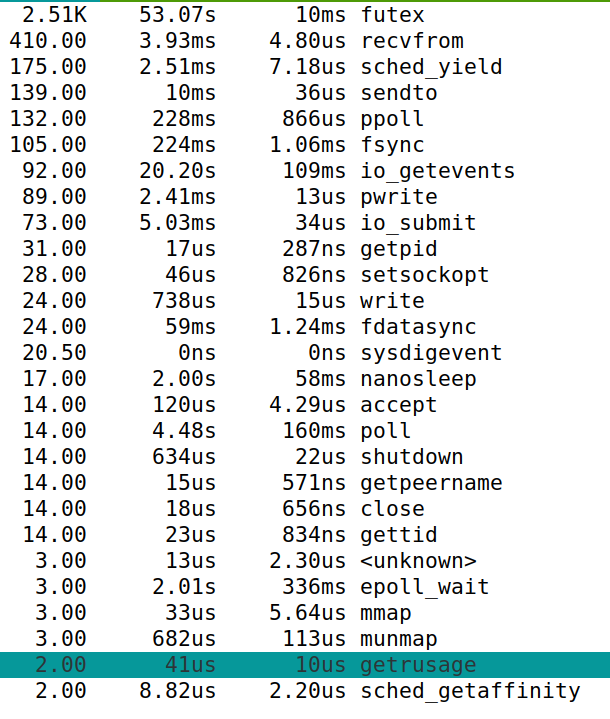 2.51K 53.07s 10ms futex
410.00 3.93ms 4.80us recvfrom
175.00 2.51ms 7.18us sched_yield
139.00 10ms 36us sendto
132.00 228ms 866us ppoll
105.00 224ms 1.06ms fsync
92.00 20.20s 109ms io_getevents
89.00 2.41ms 13us pwrite
73.00 5.03ms 34us io_submit
31.00 17us 287ns getpid
28.00 46us 826ns setsockopt
24.00 738us 15us write
24.00 59ms 1.24ms fdatasync
20.50 0ns 0ns sysdigevent
17.00 2.00s 58ms nanosleep
14.00 120us 4.29us accept
14.00 4.48s 160ms poll
14.00 634us 22us shutdown
14.00 15us 571ns getpeername
14.00 18us 656ns close
14.00 23us 834ns gettid
3.00 13us 2.30us <unknown>
3.00 2.01s 336ms epoll_wait
3.00 33us 5.64us mmap
3.00 682us 113us munmap
2.00 41us 10us getrusage
2.00 8.82us 2.20us sched_getaffinity